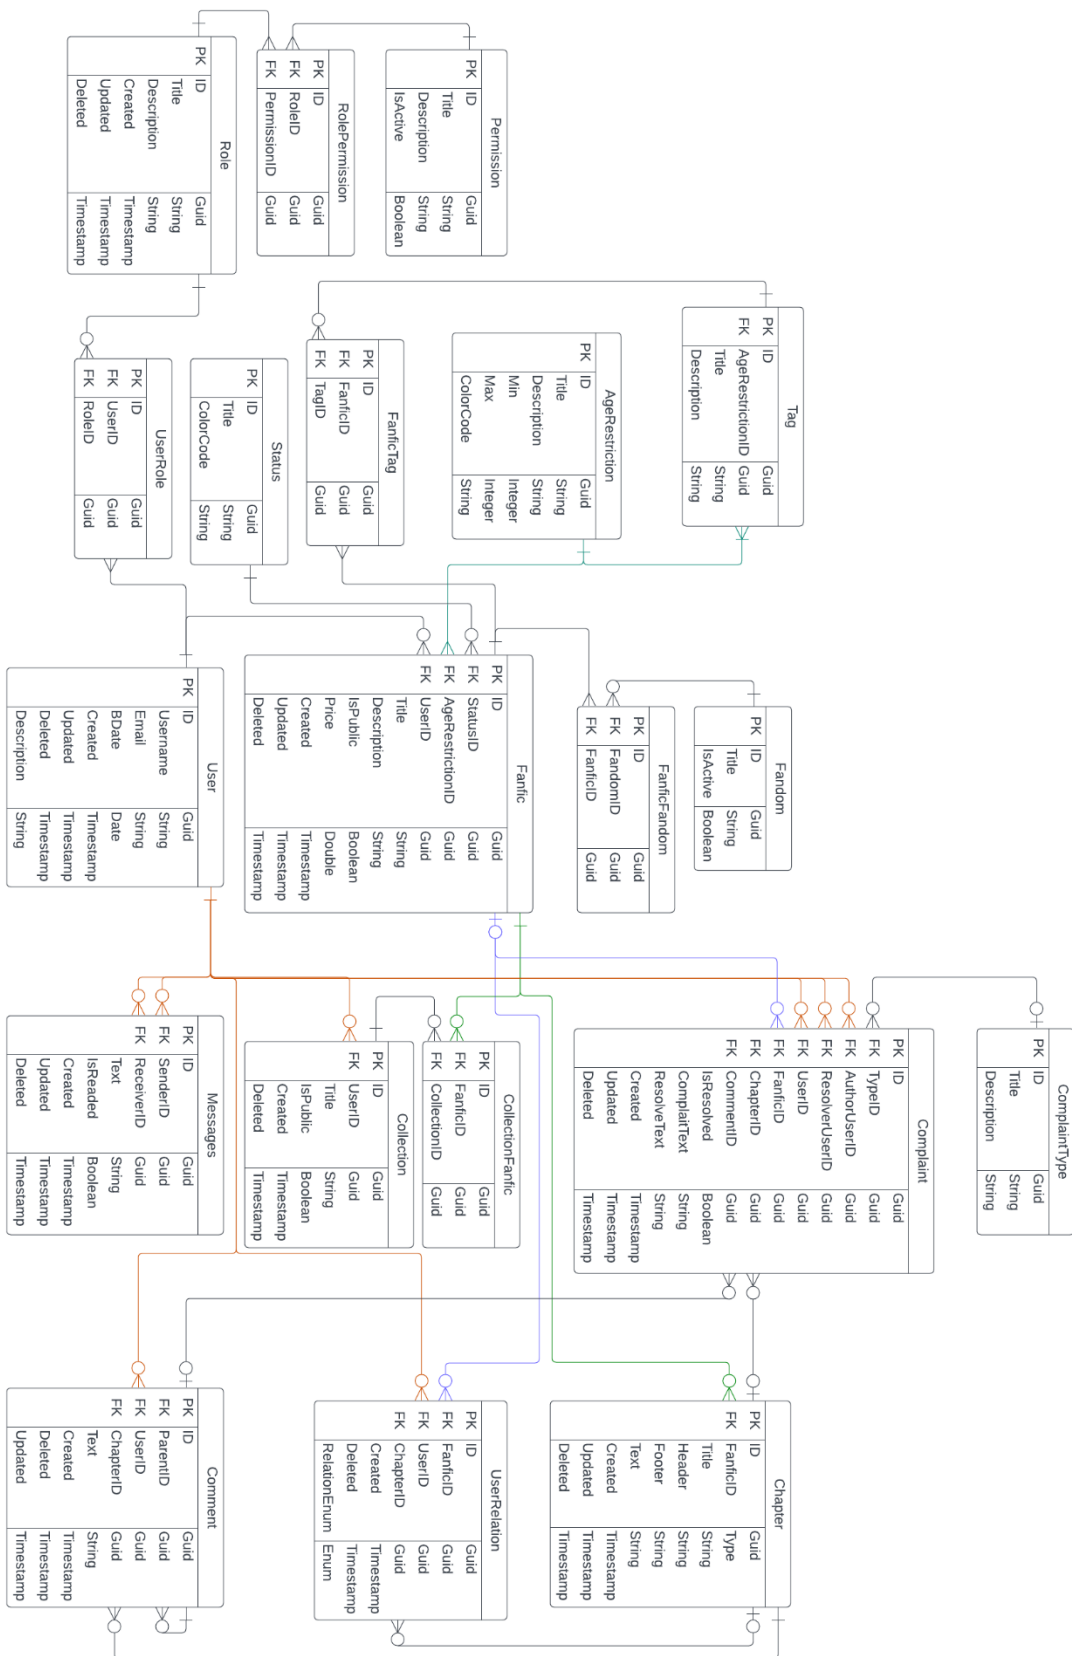 Permission
PK ID Guid
Title String
Description String
IsActive Boolean
RolePermission
PK ID Guid
FK RoleID Guid
FK PermissionID Guid
Role
PK ID Guid
Title String
Description String
Created Timestamp
Updated Timestamp
Deleted Timestamp
Tag
PK ID Guid
FK AgeRestrictionID Guid
Title String
Description String
AgeRestriction
PK ID Guid
Title String
Description String
Min Integer
Max Integer
ColorCode String
FanficTag
PK ID Guid
FK FanficID Guid
FK TagID Guid
Status
PK ID Guid
Title String
ColorCode String
UserRole
PK ID Guid
FK UserID Guid
FK RoleID Guid
Fandom
PK ID Guid
Title String
IsActive Boolean
FanficFandom
PK ID Guid
FK FandomID Guid
FK FanficID Guid
Fanfic
PK ID Guid
FK StatusID Guid
FK AgeRestrictionID Guid
FK UserID Guid
Title String
Description String
IsPublic Boolean
Price Double
Created Timestamp
Updated Timestamp
Deleted Timestamp
User
PK ID Guid
Username String
Email String
BDate Date
Created Timestamp
Updated Timestamp
Deleted Timestamp
Description String
ComplaintType
PK ID Guid
Title String
Description String
Complaint
PK ID Guid
FK TypeID Guid
FK AuthorUserID Guid
FK ResolverUserID Guid
FK UserID Guid
FK FanficID Guid
FK ChapterID Guid
FK CommentID Guid
IsResolved Boolean
ComplaitText String
ResolveText String
Created Timestamp
Updated Timestamp
Deleted Timestamp
CollectionFanfic
PK ID Guid
FK FanficID Guid
FK CollectionID Guid
Collection
PK ID Guid
FK UserID Guid
Title String
IsPublic Boolean
Created Timestamp
Deleted Timestamp
Messages
PK ID Guid
FK SenderID Guid
FK ReceiverID Guid
Text String
IsReaded Boolean
Created Timestamp
Updated Timestamp
Deleted Timestamp
Chapter
PK ID Guid
FK FanficID Type
Title String
Header String
Footer String
Text String
Created Timestamp
Updated Timestamp
Deleted Timestamp
UserRelation
PK ID Guid
FK FanficID Guid
FK UserID Guid
FK ChapterID Guid
Created Timestamp
Deleted Timestamp
RelationEnum Enum
Comment
PK ID Guid
FK ParentID Guid
FK UserID Guid
FK ChapterID Guid
Text String
Created Timestamp
Deleted Timestamp
Updated Timestamp